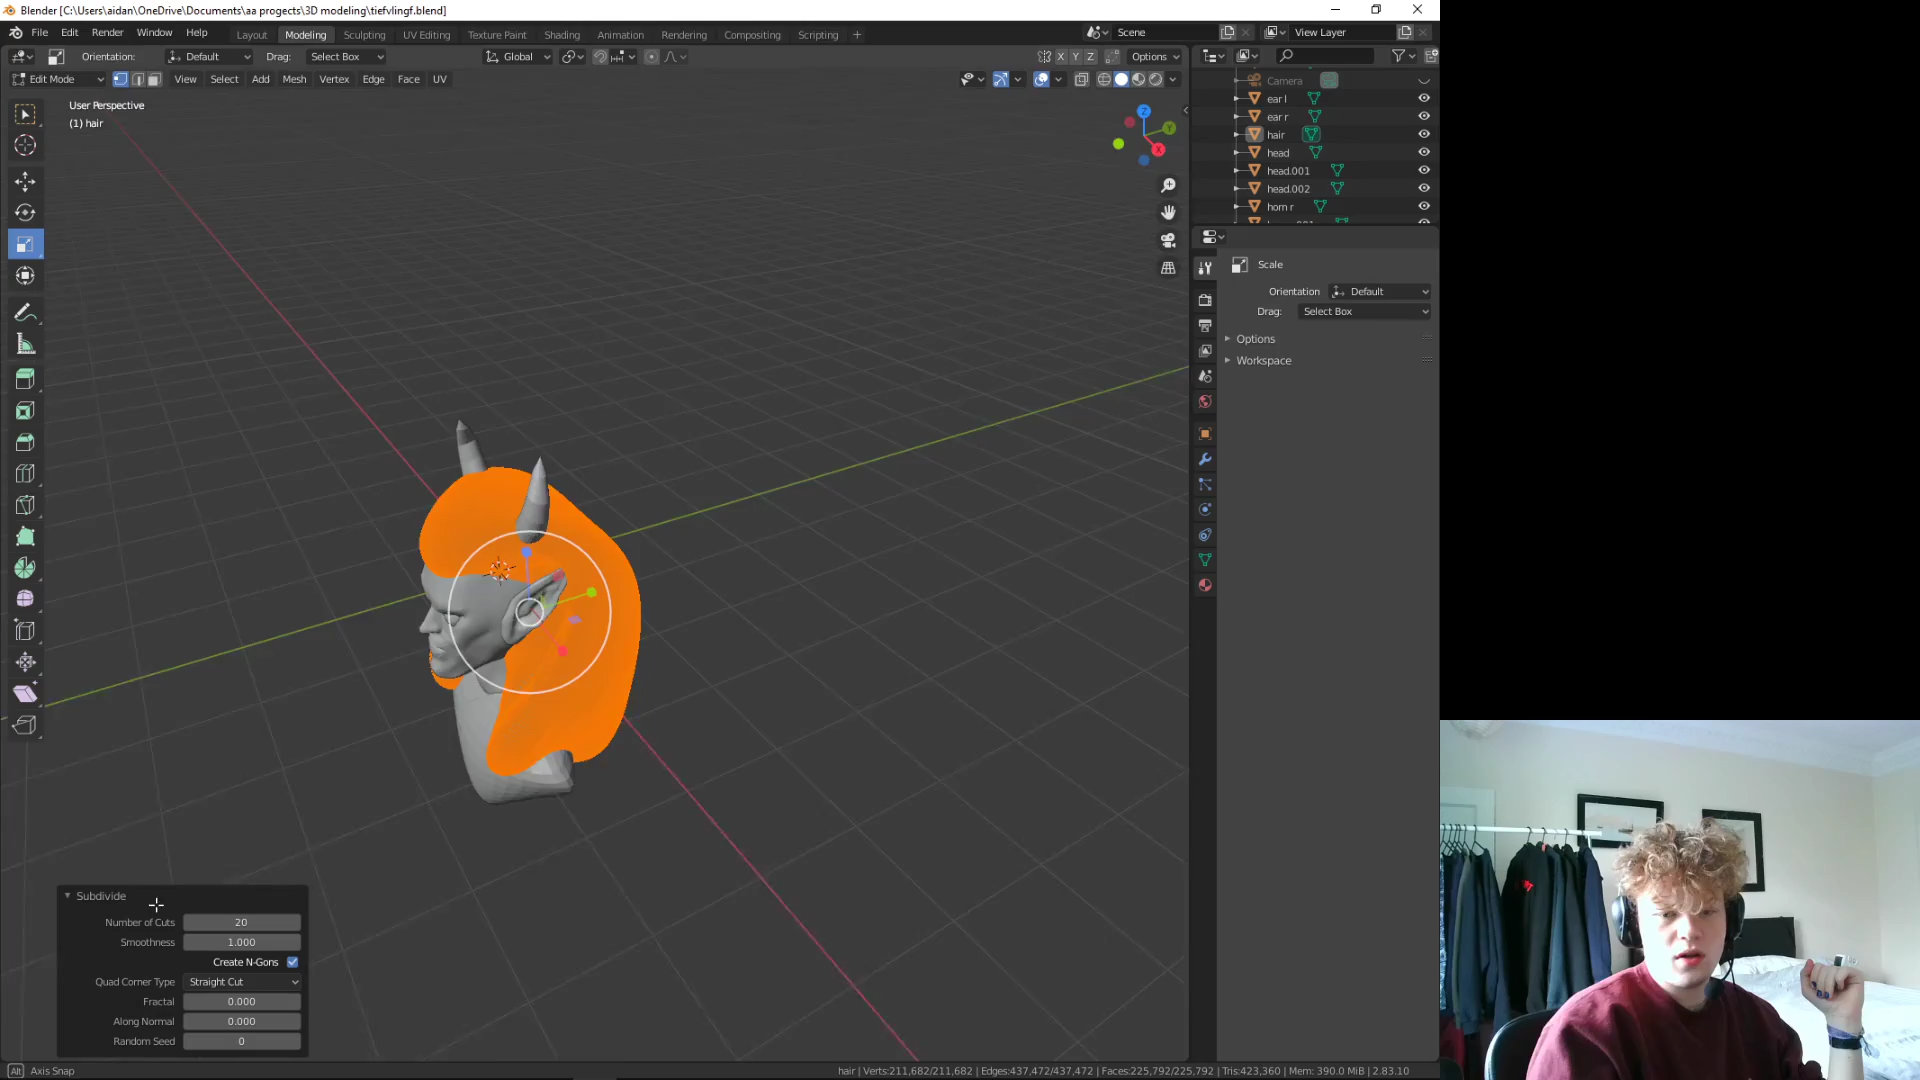 Blender [C:\Users\aidan\OneDrive\Documents\aa progects\3D modeling\tiefvlingf.blend]
File Edit Render Window Help
Layout Modeling Sculpting UV Editing Texture Paint Shading Animation Rendering Compositing Scripting +
Scene
View Layer
Orientation: Default Drag: Select Box
Global
X Y Z Options
Edit Mode View Select Add Mesh Vertex Edge Face UV
User Perspective
(1) hair
Z
Y
X
Camera
ear l
ear r
hair
head
head.001
head.002
horn r
Scale
Orientation Default
Drag: Select Box
Options
Workspace
Subdivide
Number of Cuts 20
Smoothness 1.000
Create N-Gons
Quad Corner Type Straight Cut
Fractal 0.000
Along Normal 0.000
Random Seed 0
Alt Axis Snap
hair | Verts:211,682/211,682 | Edges:437,472/437,472 | Faces:225,792/225,792 | Tris:423,360 | Mem: 390.0 MiB | 2.83.10